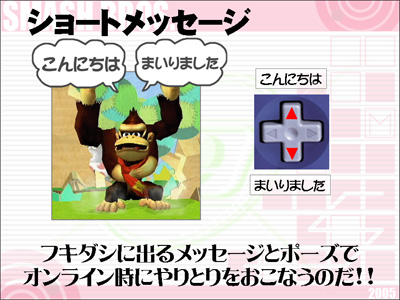 SMASH BROS.
ショートメッセージ
こんにちは
まいりました
こんにちは
まいりました
フキダシに出るメッセージとポーズで
オンライン時にやりとりをおこなうのだ!!
2005